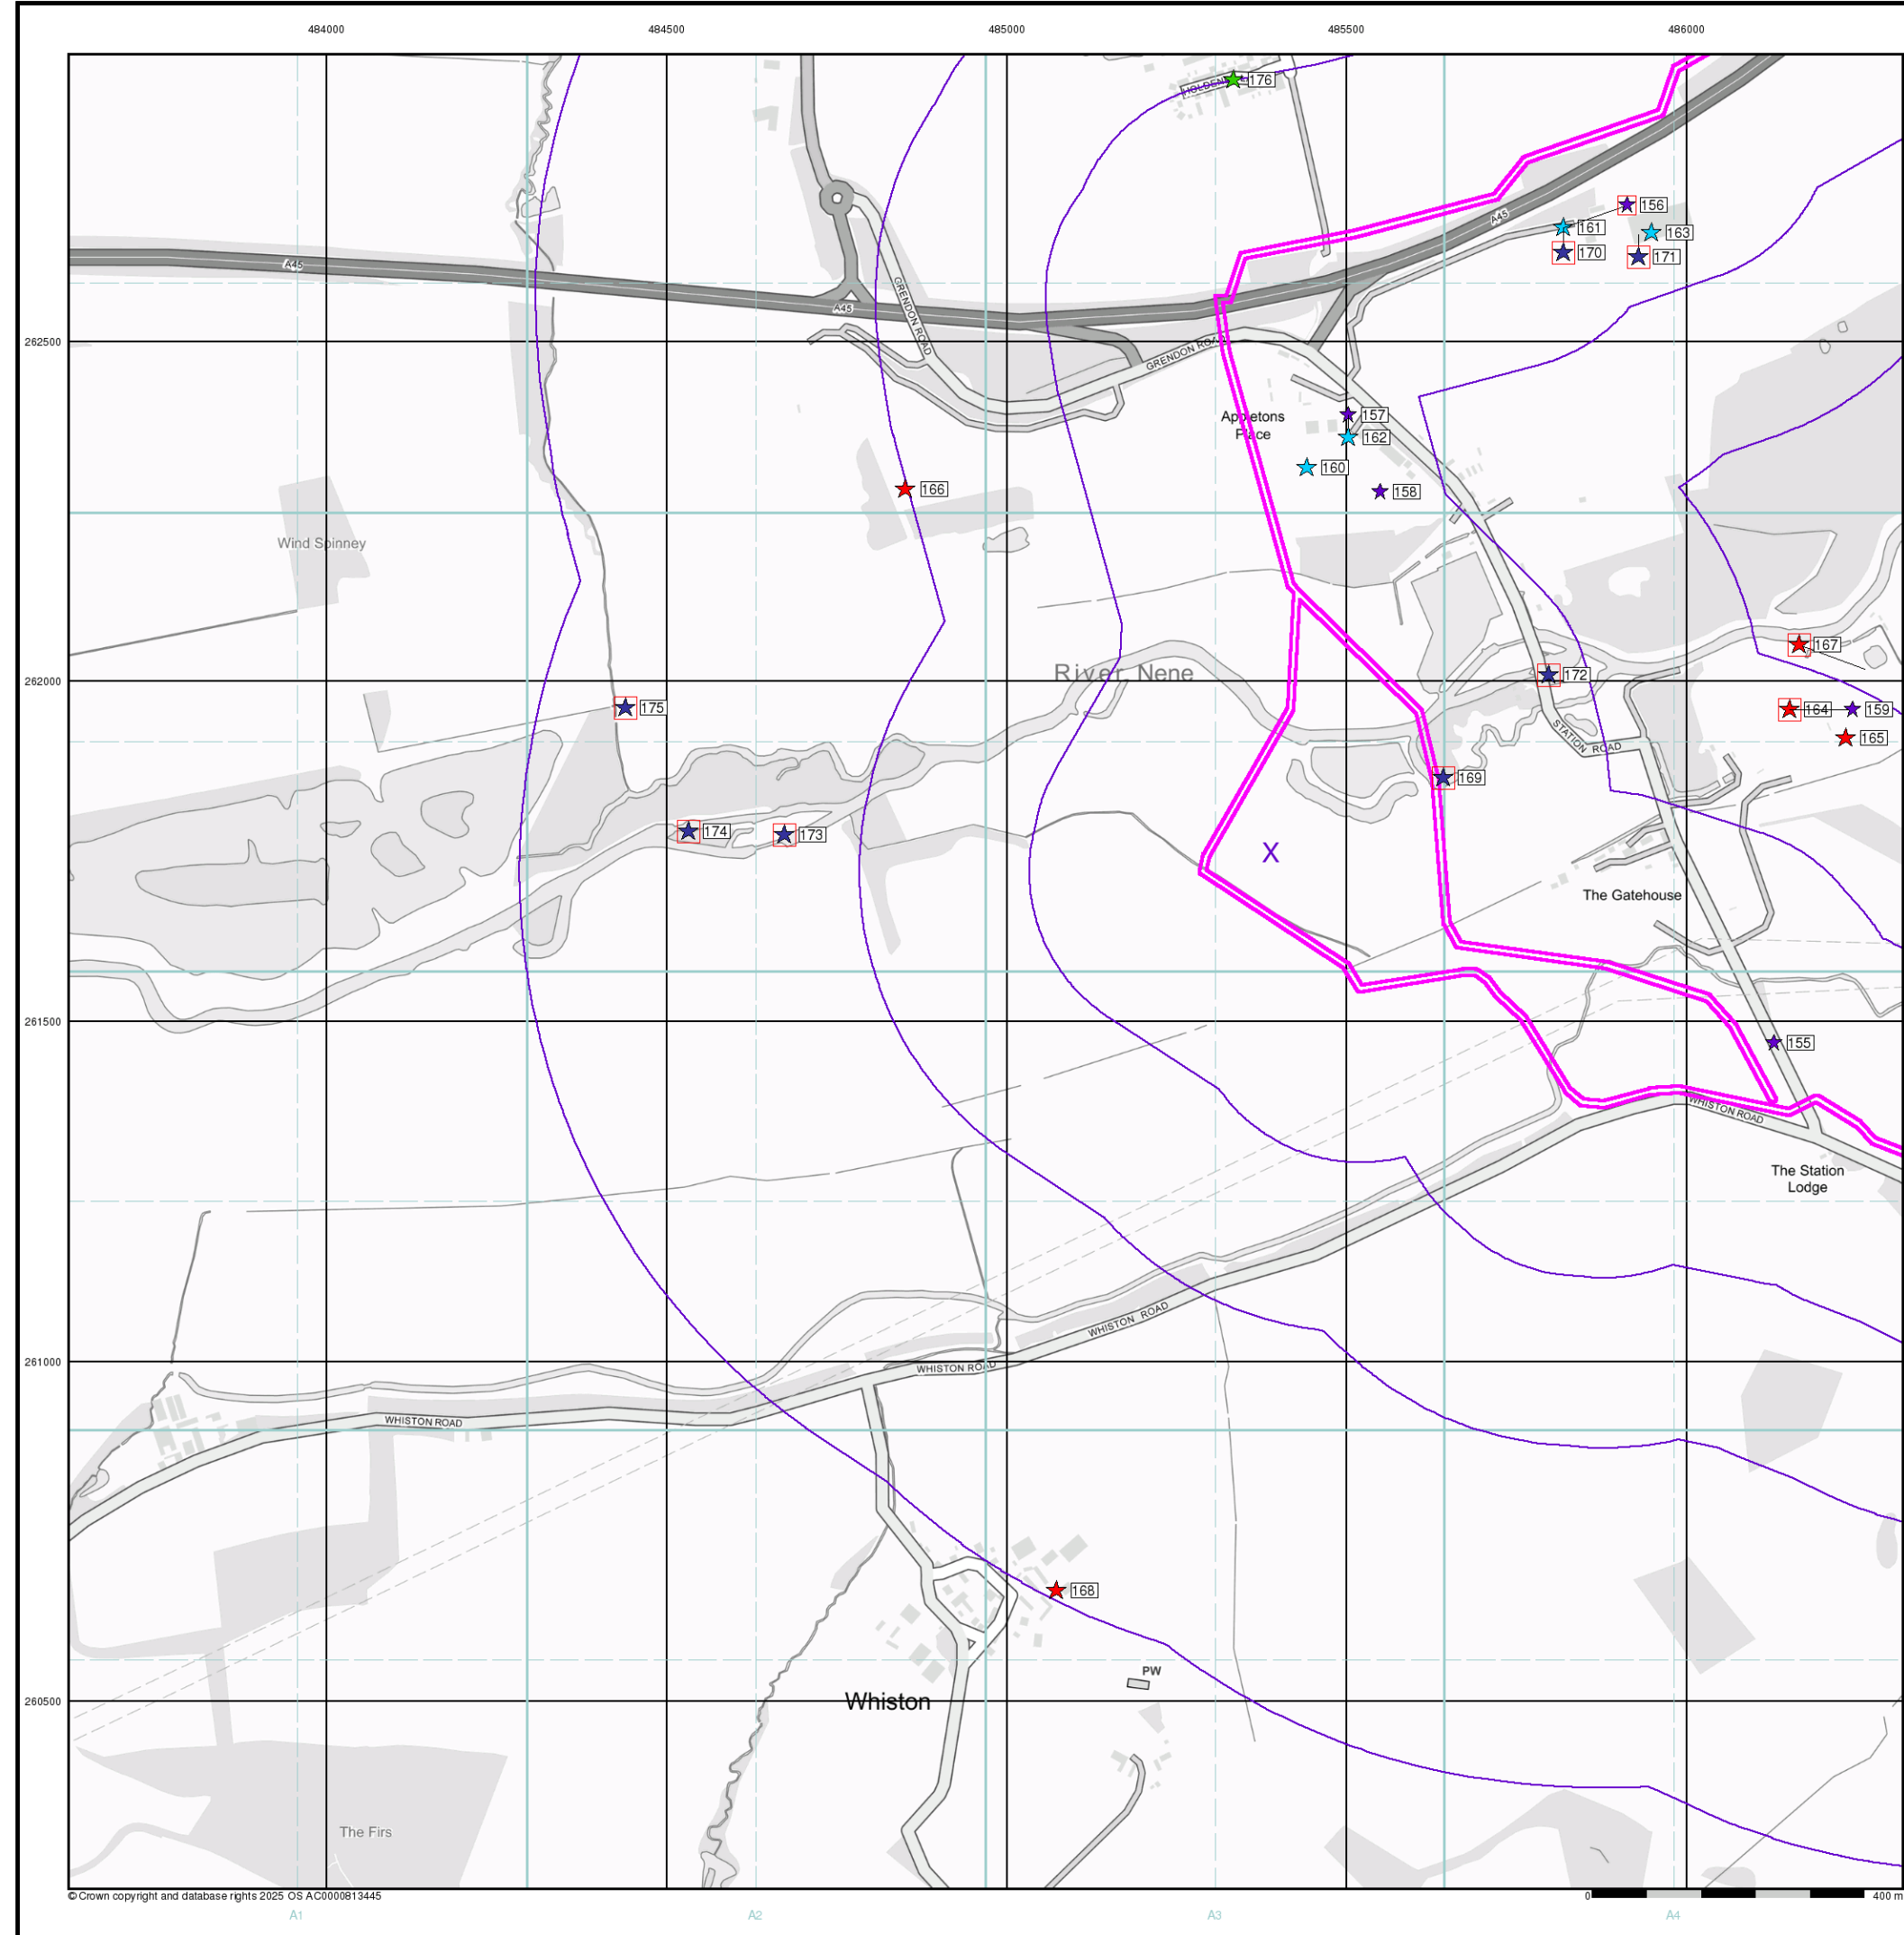 484000 484500 485000 485500 486000
176
A45
156
161
163
170
171
A45
A45
GRENDON ROAD
262500
GRENDON ROAD
157
Appletons
Place
162
160
166
158
Wind Spinney
River Nene
167
262000
172
175
164
159
STATION ROAD
165
169
174
173
X
The Gatehouse
261500
155
WHISTON ROAD
The Station
Lodge
WHISTON ROAD
261000
WHISTON ROAD
WHISTON ROAD
168
PW
260500
Whiston
The Firs
© Crown copyright and database rights 2025 OS AC0000813445
0 400 m
A1 A2 A3 A4